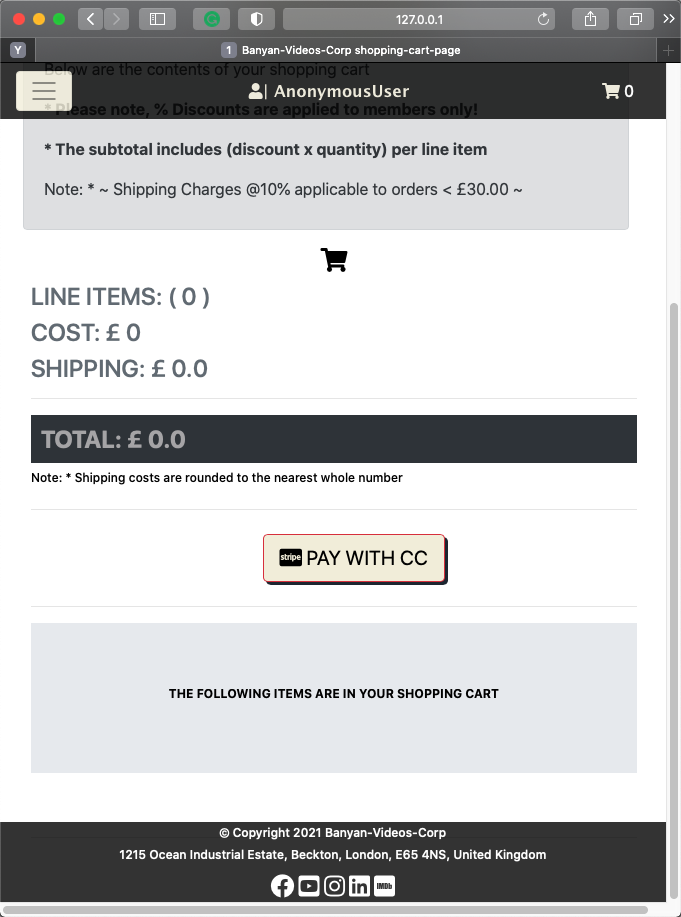 127.0.0.1
Y
1 Banyan-Videos-Corp shopping-cart-page
Below are the contents of your shopping cart
| AnonymousUser
0
* Please note, % Discounts are applied to members only!
* The subtotal includes (discount x quantity) per line item
Note: * ~ Shipping Charges @10% applicable to orders < £30.00 ~
LINE ITEMS: ( 0 )
COST: £ 0
SHIPPING: £ 0.0
TOTAL: £ 0.0
Note: * Shipping costs are rounded to the nearest whole number
stripe PAY WITH CC
THE FOLLOWING ITEMS ARE IN YOUR SHOPPING CART
© Copyright 2021 Banyan-Videos-Corp
1215 Ocean Industrial Estate, Beckton, London, E65 4NS, United Kingdom
IMDb